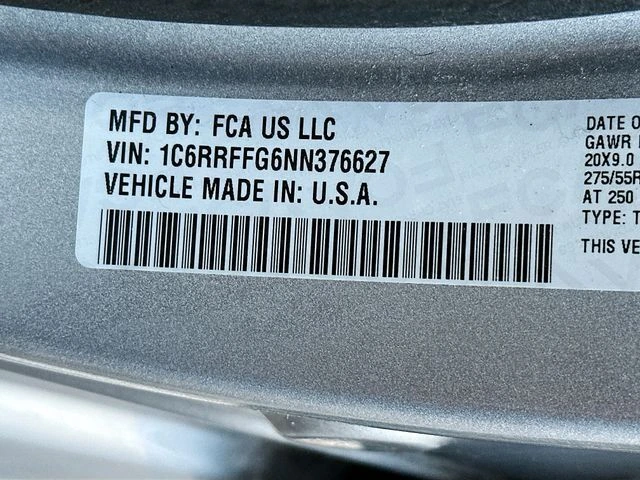 MFD BY: FCA US LLC
VIN: 1C6RRFFG6NN376627
VEHICLE MADE IN: U.S.A.
DATE O
GAWR
20X9.0
275/55R
AT 250
TYPE: T
THIS VE